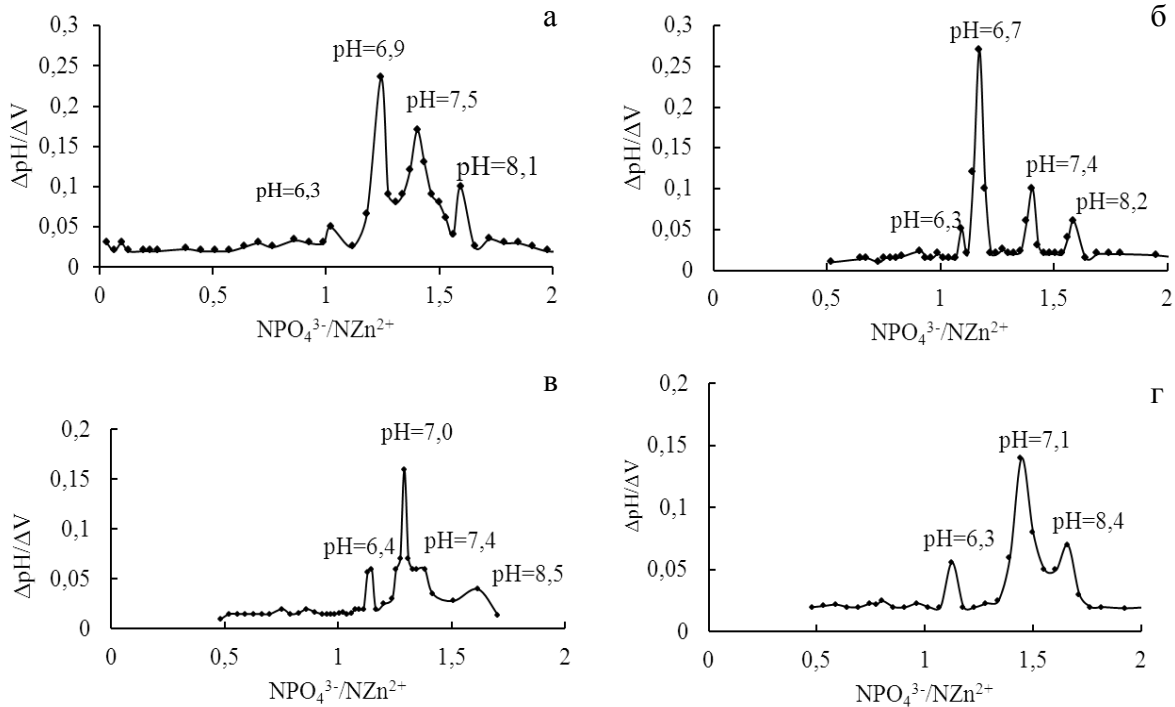 а
0,3
0,25
0,2
0,15
0,1
0,05
0
ΔpH/ΔV
pH=6,9
pH=7,5
pH=8,1
pH=6,3
0 0,5 1 1,5 2
NPO₄³⁻/NZn²⁺
б
0,3
0,25
0,2
0,15
0,1
0,05
0
ΔpH/ΔV
pH=6,7
pH=7,4
pH=8,2
pH=6,3
0 0,5 1 1,5 2
NPO₄³⁻/NZn²⁺
в
0,2
0,15
0,1
0,05
0
ΔpH/ΔV
pH=7,0
pH=6,4
pH=7,4
pH=8,5
0 0,5 1 1,5 2
NPO₄³⁻/NZn²⁺
г
0,2
0,15
0,1
0,05
0
ΔpH/ΔV
pH=7,1
pH=6,3
pH=8,4
0 0,5 1 1,5 2
NPO₄³⁻/NZn²⁺